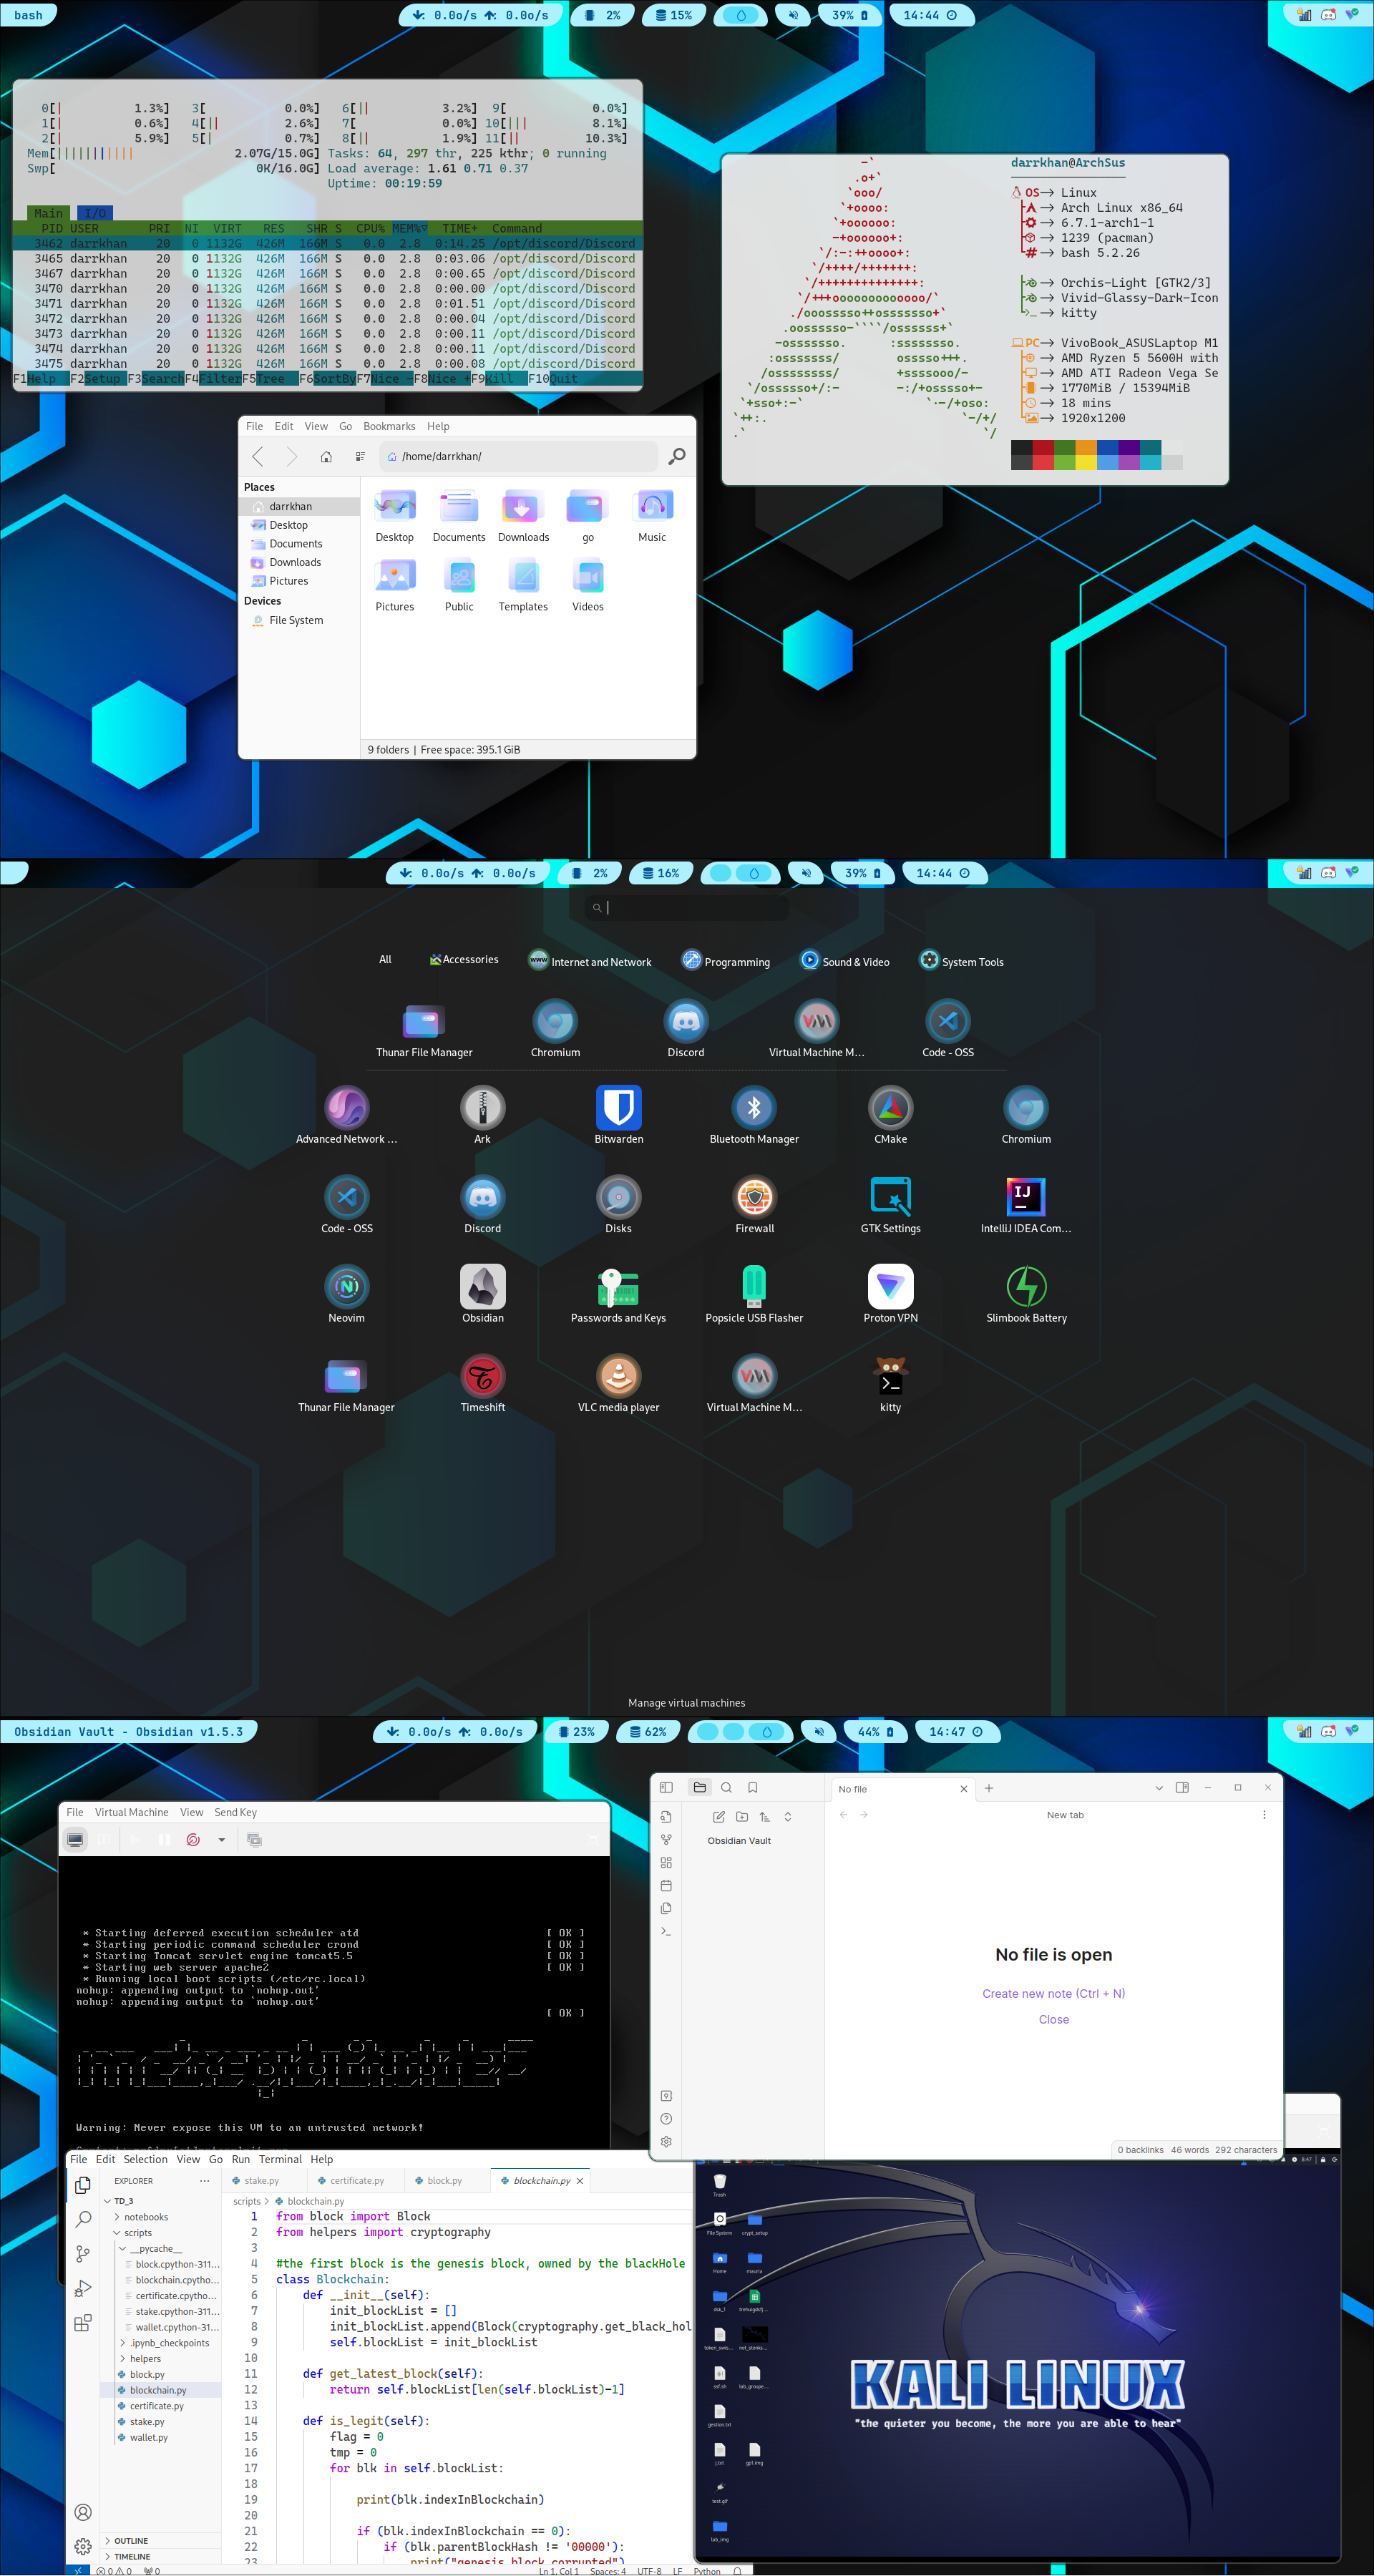 bash
0.0o/s 0.0o/s
2%
15%
39%
14:44
0[| 1.3%] 3[ 0.0%] 6[|| 3.2%] 9[ 0.0%]
1[| 0.6%] 4[|| 2.6%] 7[ 0.0%] 10[||| 8.1%]
2[| 5.9%] 5[| 0.7%] 8[|| 1.9%] 11[|| 10.3%]
Mem[||||||||||| 2.07G/15.0G] Tasks: 64, 297 thr, 225 kthr; 0 running
Swp[ 0K/16.0G] Load average: 1.61 0.71 0.37
Uptime: 00:19:59
Main I/O
PID USER PRI NI VIRT RES SHR S CPU% MEM%▽ TIME+ Command
3462 darrkhan 20 0 1132G 426M 166M S 0.0 2.8 0:14.25 /opt/discord/Discord
3465 darrkhan 20 0 1132G 426M 166M S 0.0 2.8 0:03.06 /opt/discord/Discord
3467 darrkhan 20 0 1132G 426M 166M S 0.0 2.8 0:00.65 /opt/discord/Discord
3470 darrkhan 20 0 1132G 426M 166M S 0.0 2.8 0:00.00 /opt/discord/Discord
3471 darrkhan 20 0 1132G 426M 166M S 0.0 2.8 0:01.51 /opt/discord/Discord
3472 darrkhan 20 0 1132G 426M 166M S 0.0 2.8 0:00.04 /opt/discord/Discord
3473 darrkhan 20 0 1132G 426M 166M S 0.0 2.8 0:00.11 /opt/discord/Discord
3474 darrkhan 20 0 1132G 426M 166M S 0.0 2.8 0:00.11 /opt/discord/Discord
3475 darrkhan 20 0 1132G 426M 166M S 0.0 2.8 0:00.08 /opt/discord/Discord
F1Help F2Setup F3SearchF4FilterF5Tree F6SortByF7Nice -F8Nice +F9Kill F10Quit
darrkhan@ArchSus
OS-> Linux
-> Arch Linux x86_64
-> 6.7.1-arch1-1
-> 1239 (pacman)
-> bash 5.2.26
-> Orchis-Light [GTK2/3]
-> Vivid-Glassy-Dark-Icon
-> kitty
PC-> VivoBook_ASUSLaptop M1
-> AMD Ryzen 5 5600H with
-> AMD ATI Radeon Vega Se
-> 1770MiB / 15394MiB
-> 18 mins
-> 1920x1200
File Edit View Go Bookmarks Help
/home/darrkhan/
Places
darrkhan
Desktop
Documents
Downloads
Pictures
Devices
File System
Desktop Documents Downloads go Music
Pictures Public Templates Videos
9 folders | Free space: 395.1 GiB
0.0o/s 0.0o/s
2%
16%
39%
14:44
All Accessories Internet and Network Programming Sound & Video System Tools
Thunar File Manager Chromium Discord Virtual Machine M... Code - OSS
Advanced Network ... Ark Bitwarden Bluetooth Manager CMake Chromium
Code - OSS Discord Disks Firewall GTK Settings IntelliJ IDEA Com...
Neovim Obsidian Passwords and Keys Popsicle USB Flasher Proton VPN Slimbook Battery
Thunar File Manager Timeshift VLC media player Virtual Machine M... kitty
Manage virtual machines
Obsidian Vault - Obsidian v1.5.3
0.0o/s 0.0o/s
23%
62%
44%
14:47
File Virtual Machine View Send Key
* Starting deferred execution scheduler atd [ OK ]
* Starting periodic command scheduler crond [ OK ]
* Starting Tomcat servlet engine tomcat5.5 [ OK ]
* Starting web server apache2 [ OK ]
* Running local boot scripts (/etc/rc.local)
nohup: appending output to `nohup.out'
nohup: appending output to `nohup.out'
[ OK ]
Warning: Never expose this VM to an untrusted network!
No file
New tab
Obsidian Vault
No file is open
Create new note (Ctrl + N)
Close
0 backlinks 46 words 292 characters
File Edit Selection View Go Run Terminal Help
EXPLORER
TD_3
notebooks
scripts
__pycache__
block.cpython-311...
blockchain.cpytho...
certificate.cpytho...
stake.cpython-311...
wallet.cpython-31...
.ipynb_checkpoints
helpers
block.py
blockchain.py
certificate.py
stake.py
wallet.py
OUTLINE
TIMELINE
stake.py certificate.py block.py blockchain.py
scripts > blockchain.py
1 from block import Block
2 from helpers import cryptography
3
4 #the first block is the genesis block, owned by the blackHole
5 class Blockchain:
6 def __init__(self):
7 init_blockList = []
8 init_blockList.append(Block(cryptography.get_black_hol
9 self.blockList = init_blockList
10
11 def get_latest_block(self):
12 return self.blockList[len(self.blockList)-1]
13
14 def is_legit(self):
15 flag = 0
16 tmp = 0
17 for blk in self.blockList:
18
19 print(blk.indexInBlockchain)
20
21 if (blk.indexInBlockchain == 0):
22 if (blk.parentBlockHash != '00000'):
23 print("genesis block corrupted")
0 0 0
Ln 1, Col 1 Spaces: 4 UTF-8 LF Python
8:47
Trash
File System crypt_setup
Home mauria
dsk_1
ssf.sh
gestion.txt
j.txt gpt.img
test.gif
lab_img
KALI LINUX
"the quieter you become, the more you are able to hear"